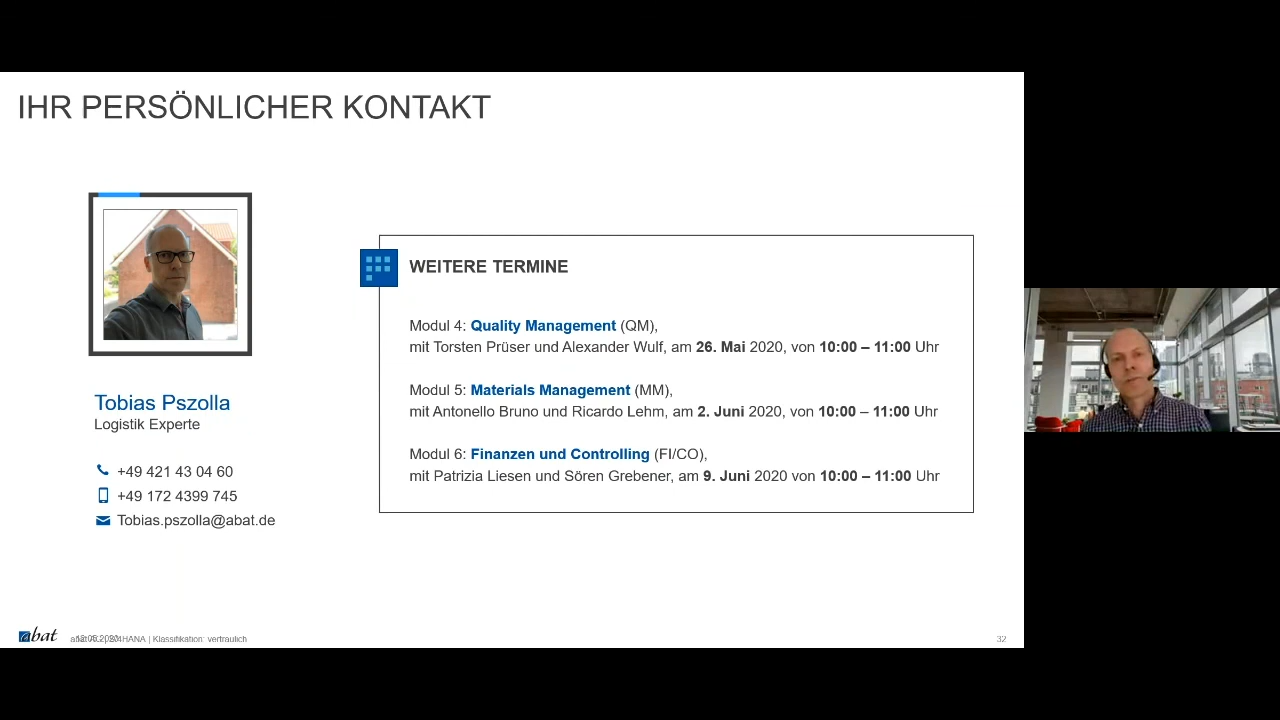 IHR PERSÖNLICHER KONTAKT
Tobias Pszolla
Logistik Experte
+49 421 43 04 60
+49 172 4399 745
Tobias.pszolla@abat.de
WEITERE TERMINE
Modul 4: Quality Management (QM),
mit Torsten Prüser und Alexander Wulf, am 26. Mai 2020, von 10:00 – 11:00 Uhr
Modul 5: Materials Management (MM),
mit Antonello Bruno und Ricardo Lehm, am 2. Juni 2020, von 10:00 – 11:00 Uhr
Modul 6: Finanzen und Controlling (FI/CO),
mit Patrizia Liesen und Sören Grebener, am 9. Juni 2020 von 10:00 – 11:00 Uhr
abat
| Klassifikation: vertraulich
32